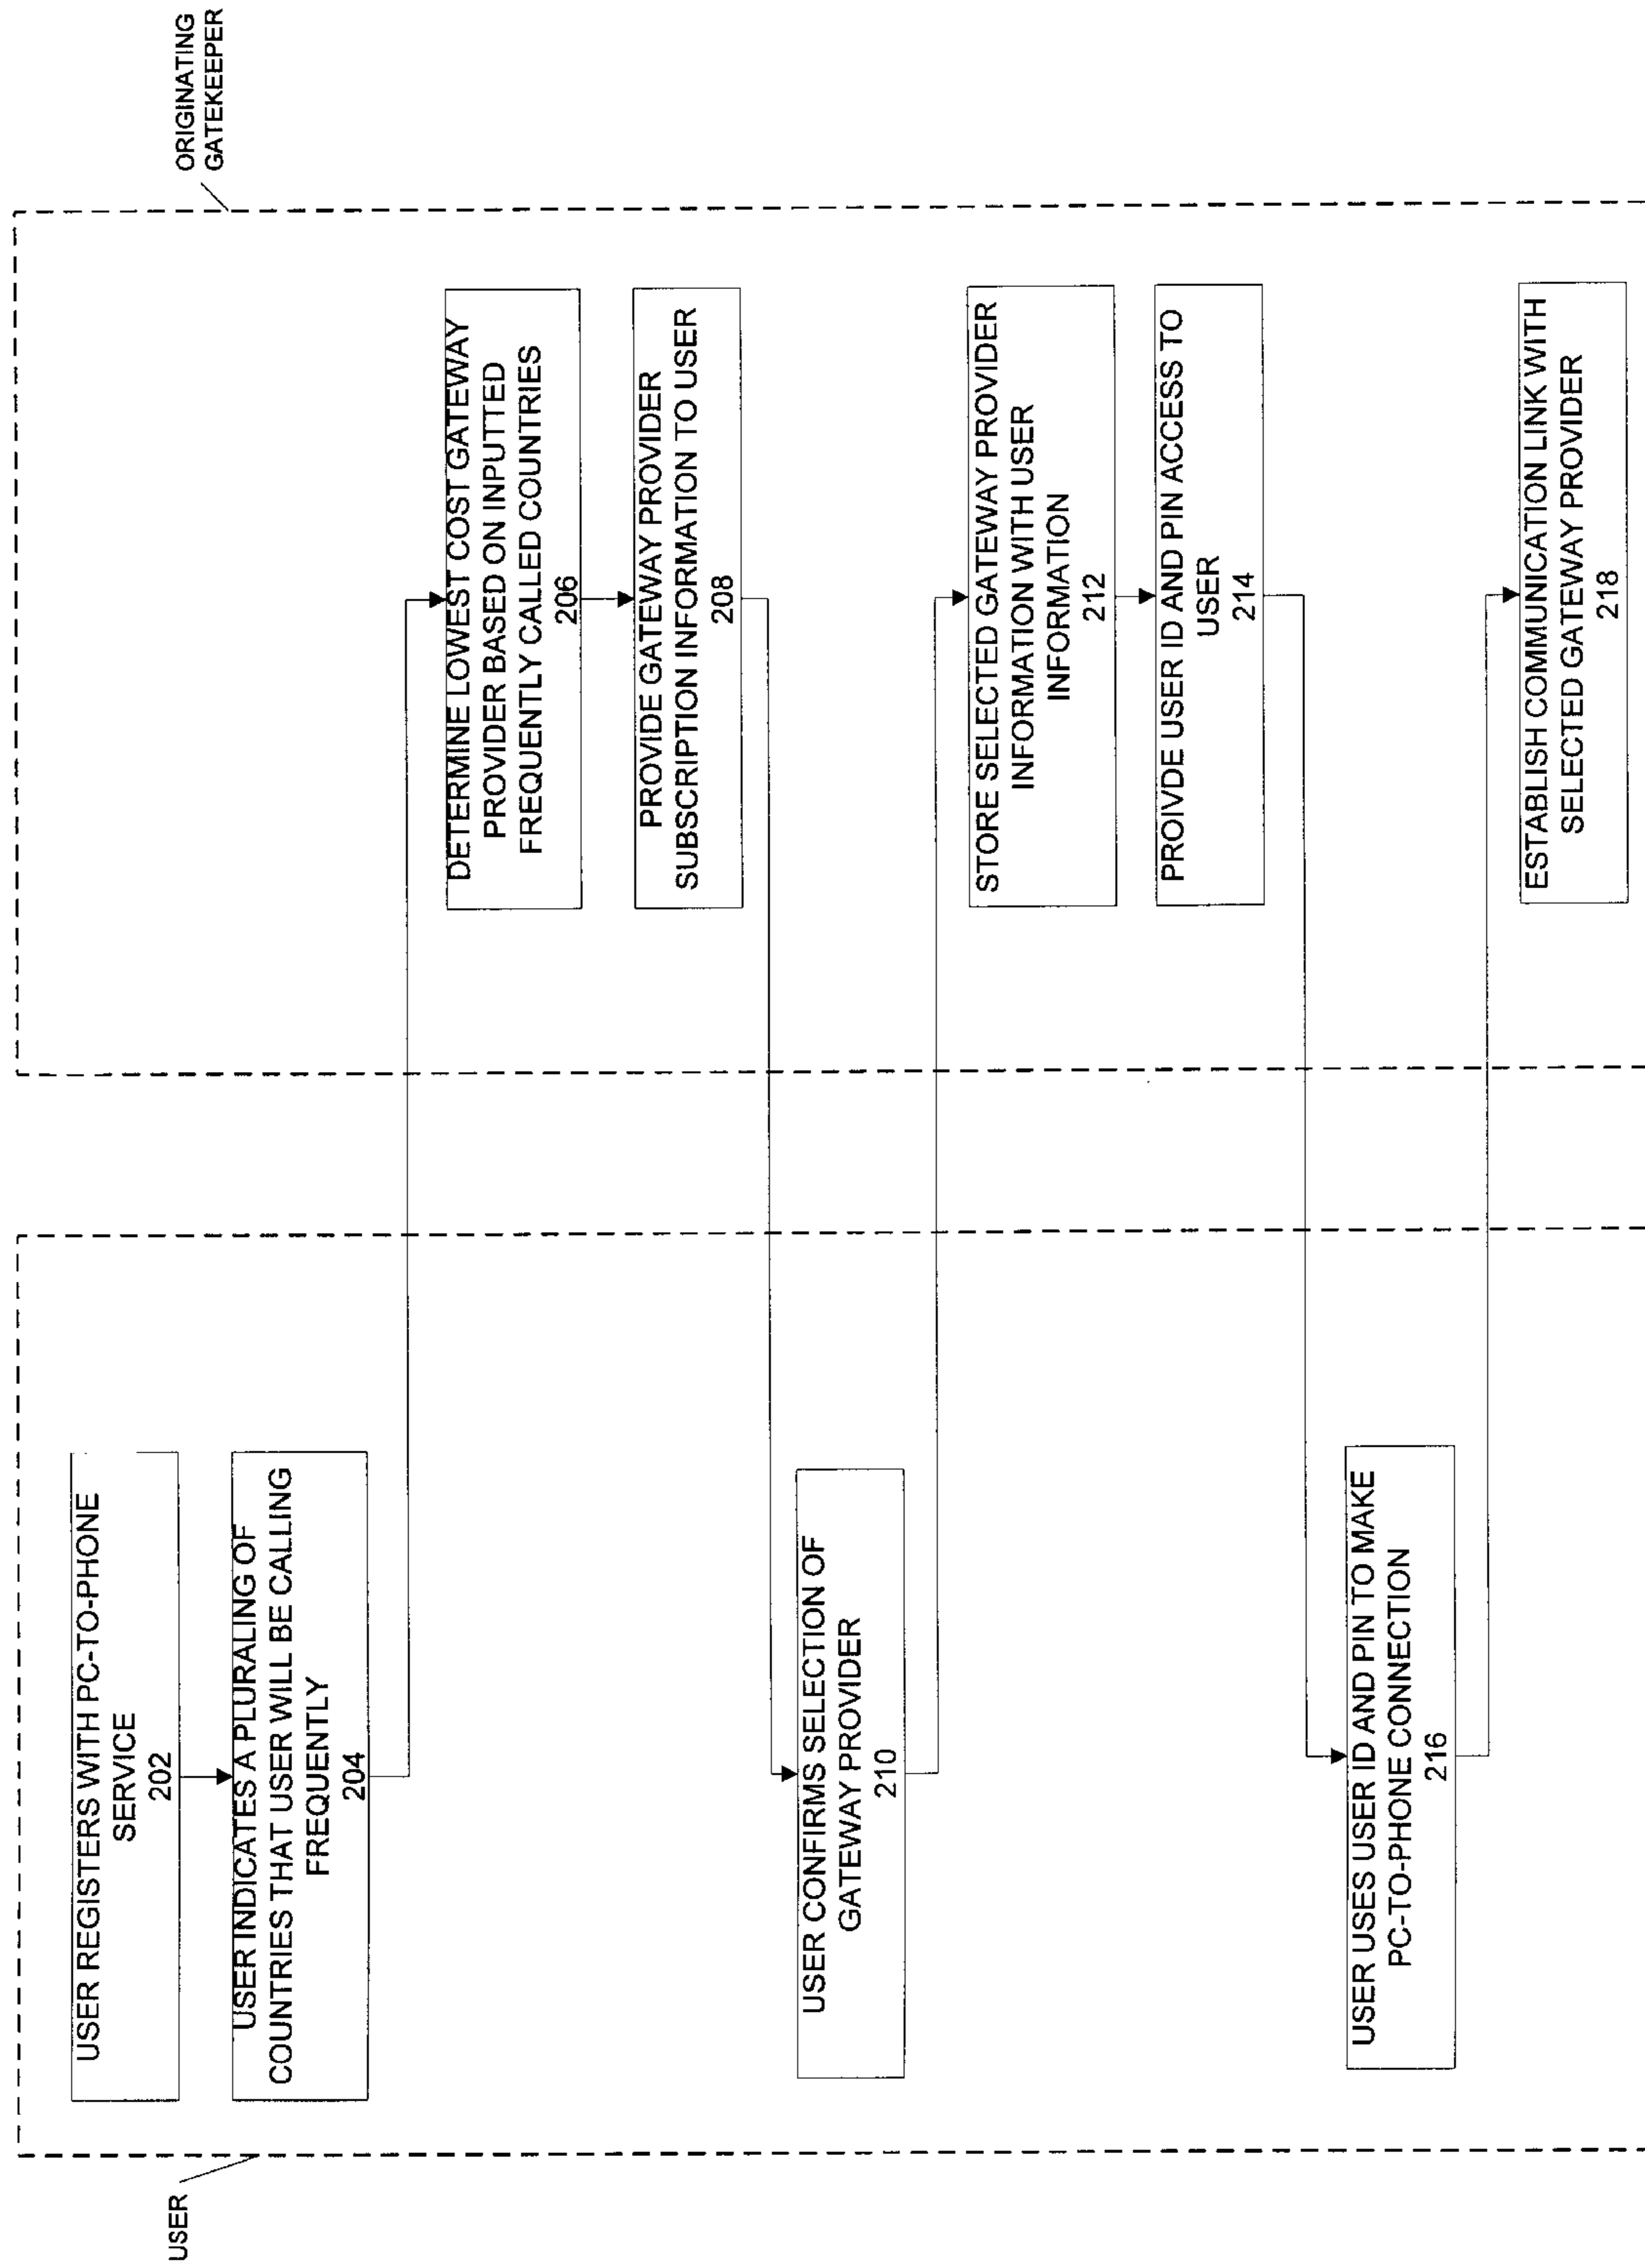 USER
ORIGINATING
GATEKEEPER
USER REGISTERS WITH PC-TO-PHONE
SERVICE
202
USER INDICATES A PLURALING OF
COUNTRIES THAT USER WILL BE CALLING
FREQUENTLY
204
DETERMINE LOWEST COST GATEWAY
PROVIDER BASED ON INPUTTED
FREQUENTLY CALLED COUNTRIES
206
PROVIDE GATEWAY PROVIDER
SUBSCRIPTION INFORMATION TO USER
208
USER CONFIRMS SELECTION OF
GATEWAY PROVIDER
210
STORE SELECTED GATEWAY PROVIDER
INFORMATION WITH USER
INFORMATION
212
PROIVDE USER ID AND PIN ACCESS TO
USER
214
USER USES USER ID AND PIN TO MAKE
PC-TO-PHONE CONNECTION
216
ESTABLISH COMMUNICATION LINK WITH
SELECTED GATEWAY PROVIDER
218